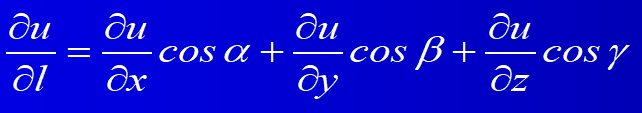 ∂u/∂l = ∂u/∂x cos α + ∂u/∂y cos β + ∂u/∂z cos γ